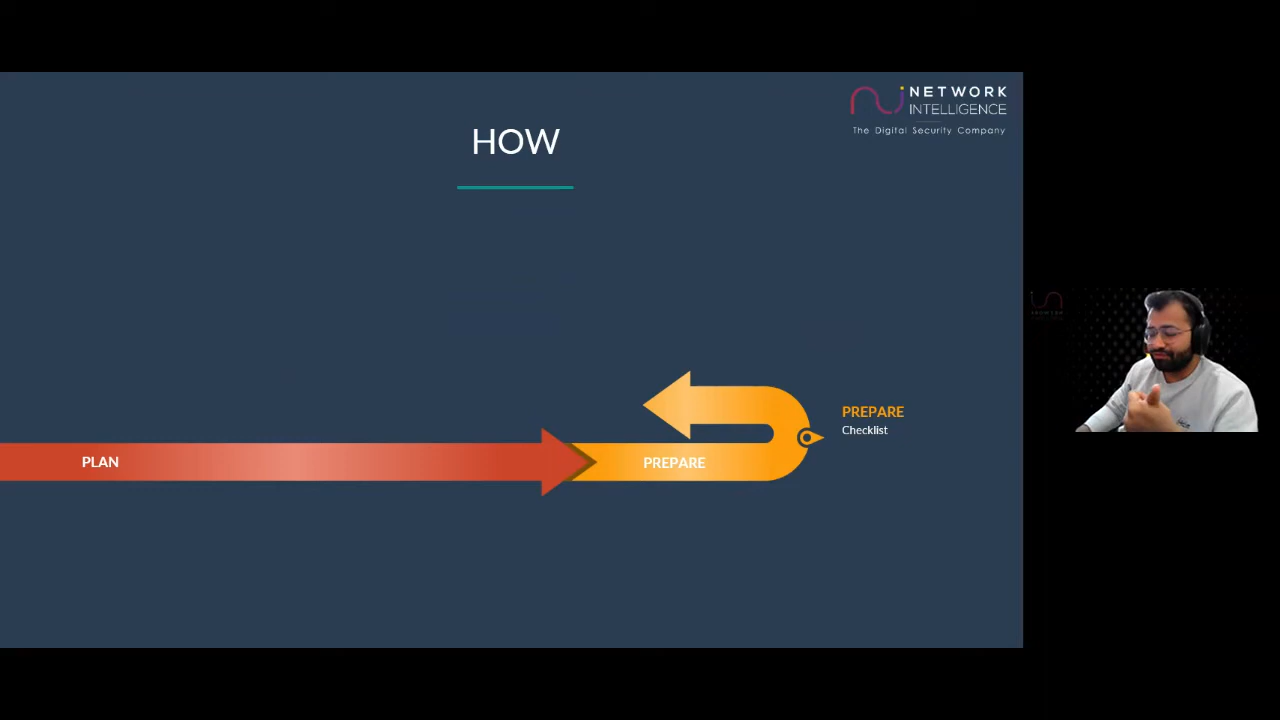 NETWORK
INTELLIGENCE
The Digital Security Company
HOW
PREPARE
Checklist
PLAN
PREPARE